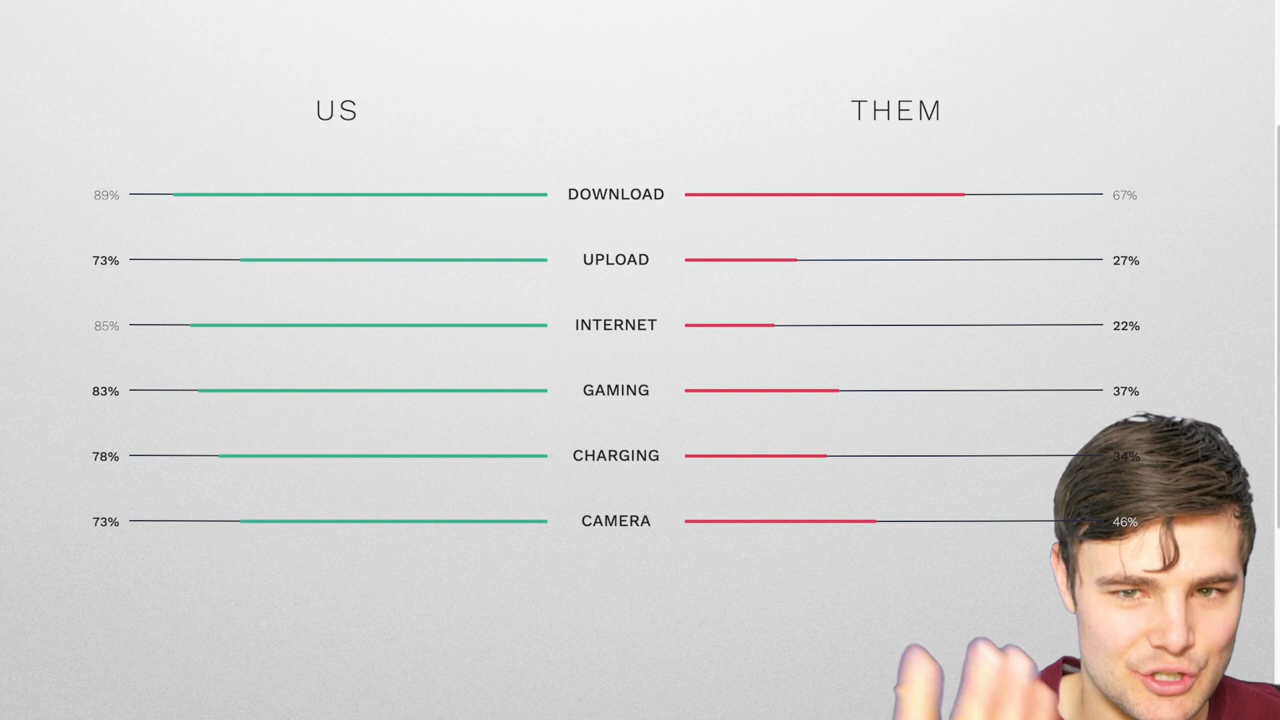 US THEM
89% DOWNLOAD 67%
73% UPLOAD 27%
85% INTERNET 22%
83% GAMING 37%
78% CHARGING 34%
73% CAMERA 46%